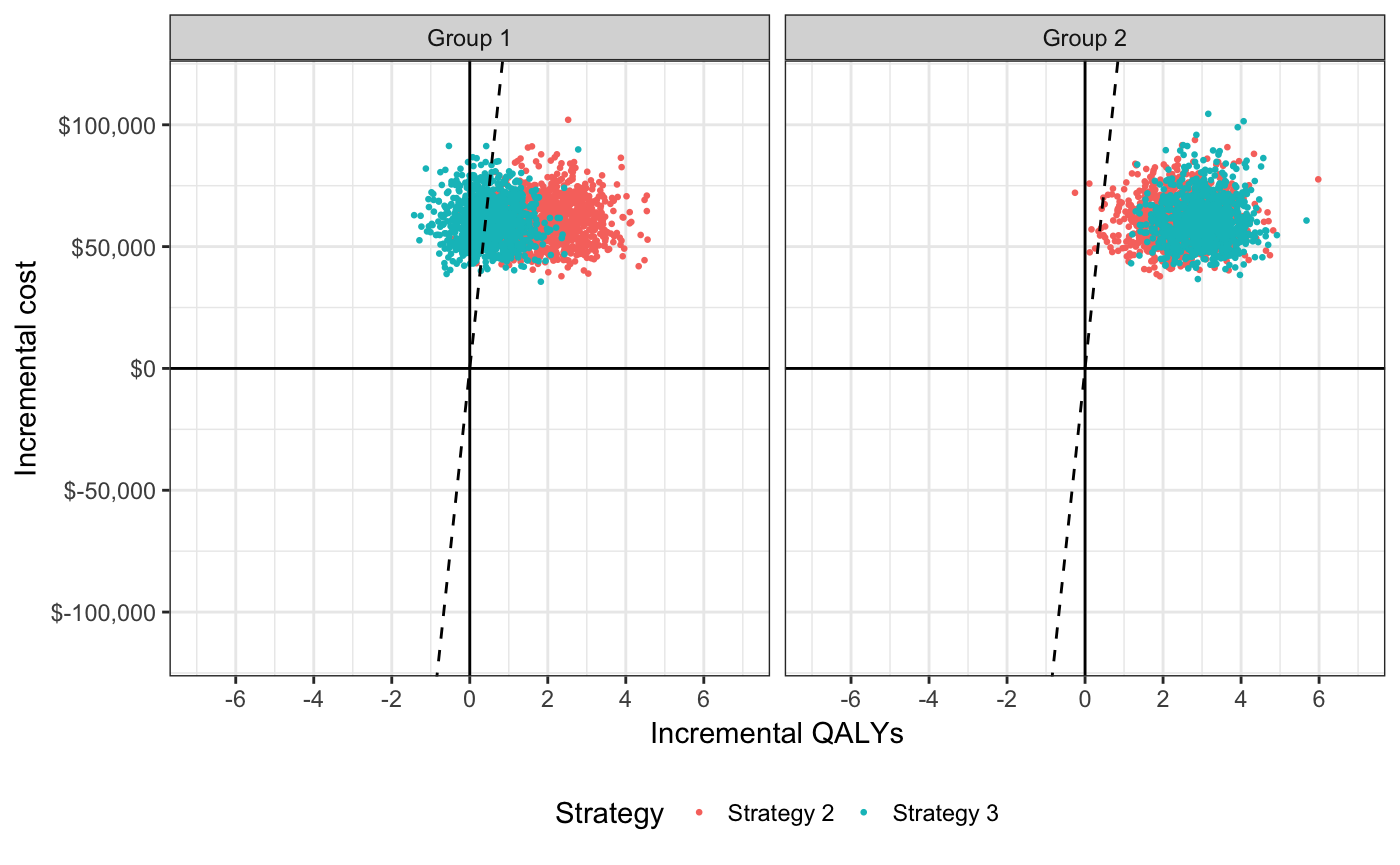 Group 1
Group 2
Incremental cost
$100,000
$50,000
$0
$-50,000
$-100,000
-6 -4 -2 0 2 4 6
-6 -4 -2 0 2 4 6
Incremental QALYs
Strategy Strategy 2 Strategy 3